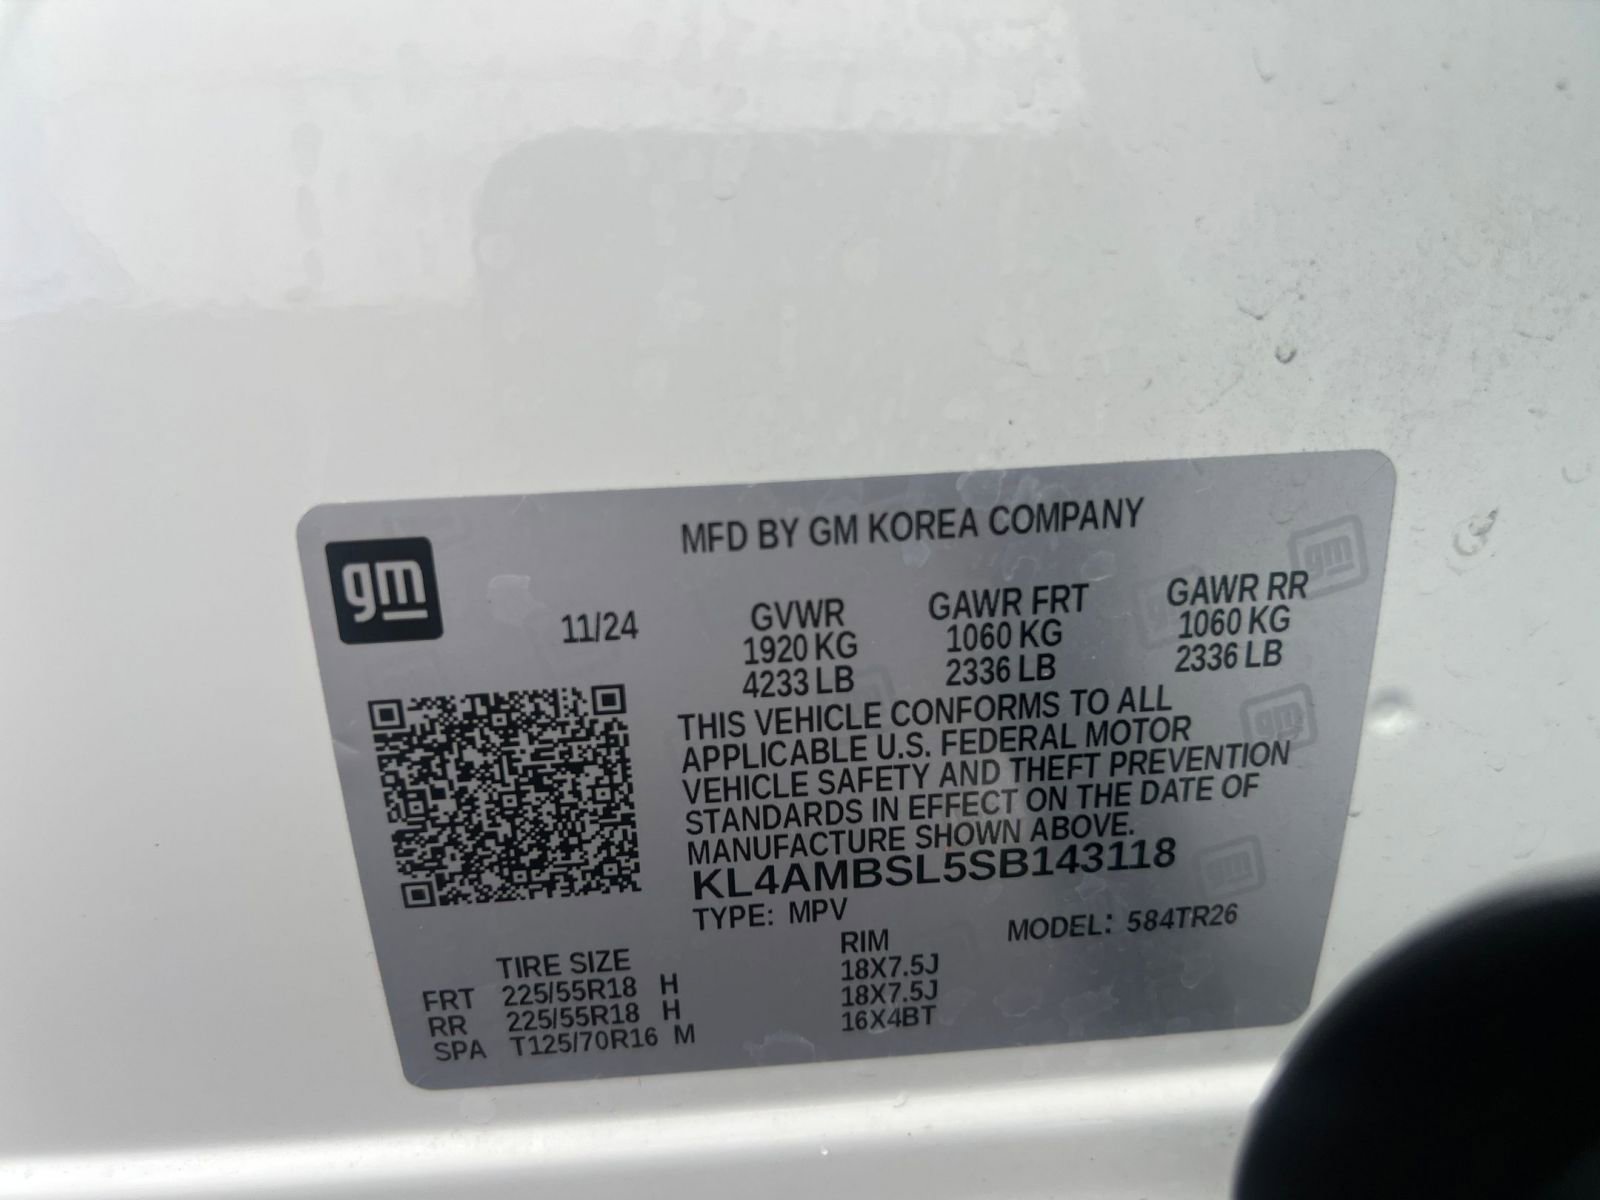 gm
MFD BY GM KOREA COMPANY
11/24
GVWR GAWR FRT GAWR RR
1920 KG 1060 KG 1060 KG
4233 LB 2336 LB 2336 LB
THIS VEHICLE CONFORMS TO ALL
APPLICABLE U.S. FEDERAL MOTOR
VEHICLE SAFETY AND THEFT PREVENTION
STANDARDS IN EFFECT ON THE DATE OF
MANUFACTURE SHOWN ABOVE.
KL4AMBSL5SB143118
TYPE: MPV MODEL: 584TR26
TIRE SIZE RIM
FRT 225/55R18 H 18X7.5J
RR 225/55R18 H 18X7.5J
SPA T125/70R16 M 16X4BT